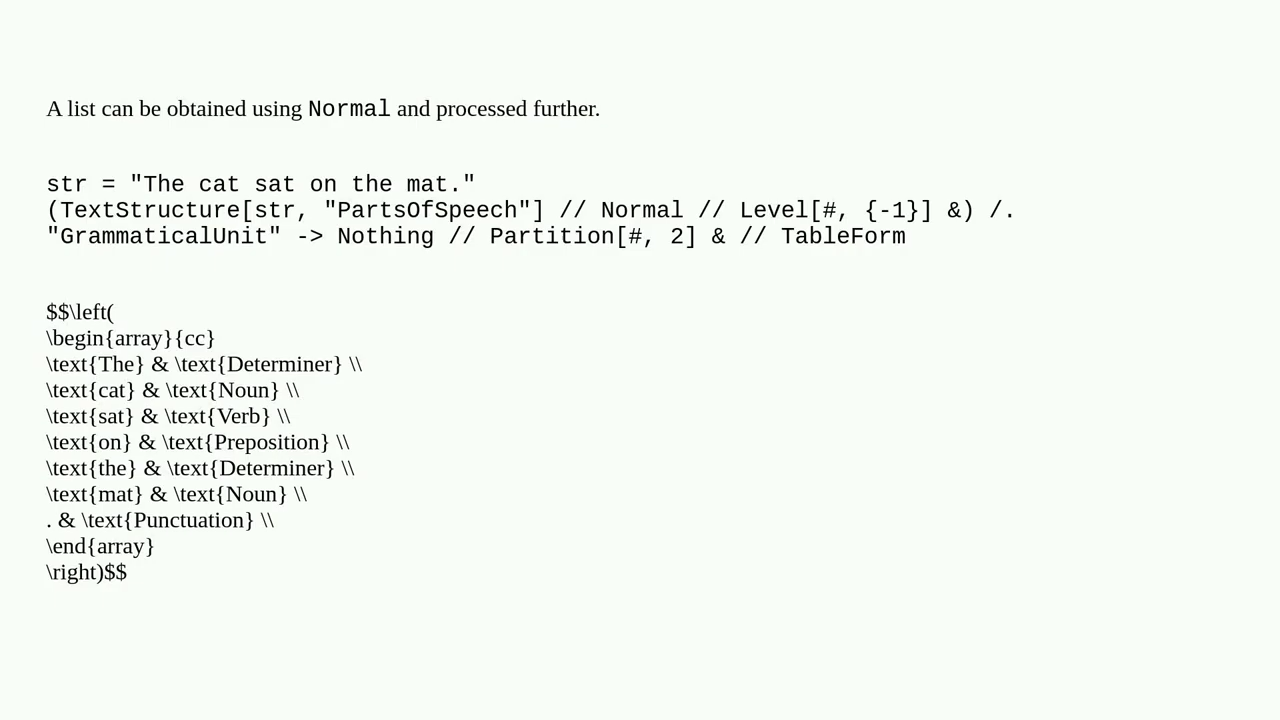 A list can be obtained using Normal and processed further.
str = "The cat sat on the mat."
(TextStructure[str, "PartsOfSpeech"] // Normal // Level[#, {-1}] &) /.
"GrammaticalUnit" -> Nothing // Partition[#, 2] & // TableForm
$$\left(
\begin{array}{cc}
\text{The} & \text{Determiner} \\
\text{cat} & \text{Noun} \\
\text{sat} & \text{Verb} \\
\text{on} & \text{Preposition} \\
\text{the} & \text{Determiner} \\
\text{mat} & \text{Noun} \\
. & \text{Punctuation} \\
\end{array}
\right)$$